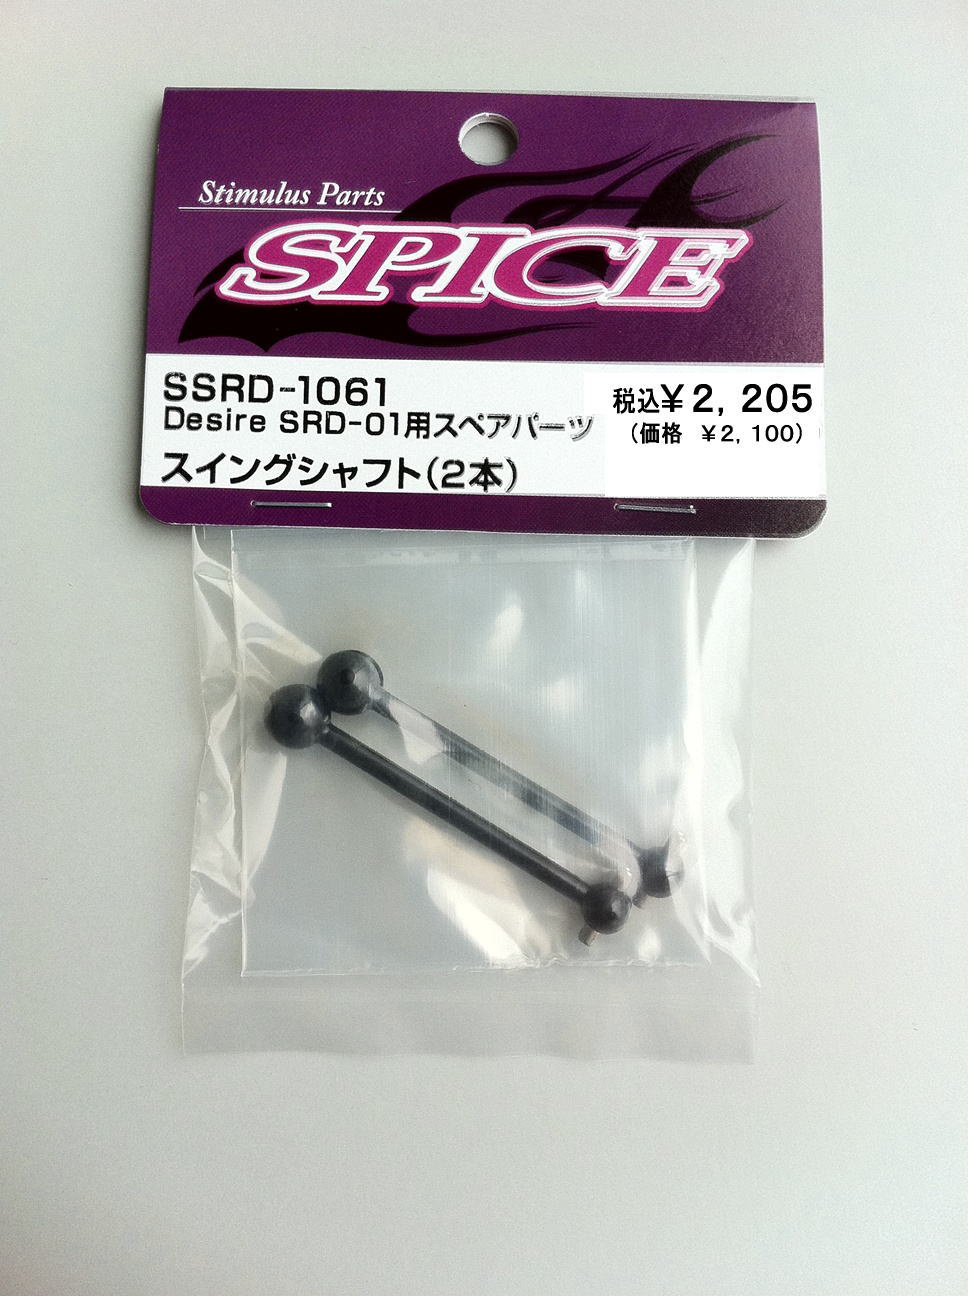 Stimulus Parts
SPICE
SSRD-1061
Desire SRD-01用スペアパーツ
スイングシャフト(2本)
税込¥2, 205
(価格 ¥2, 100)